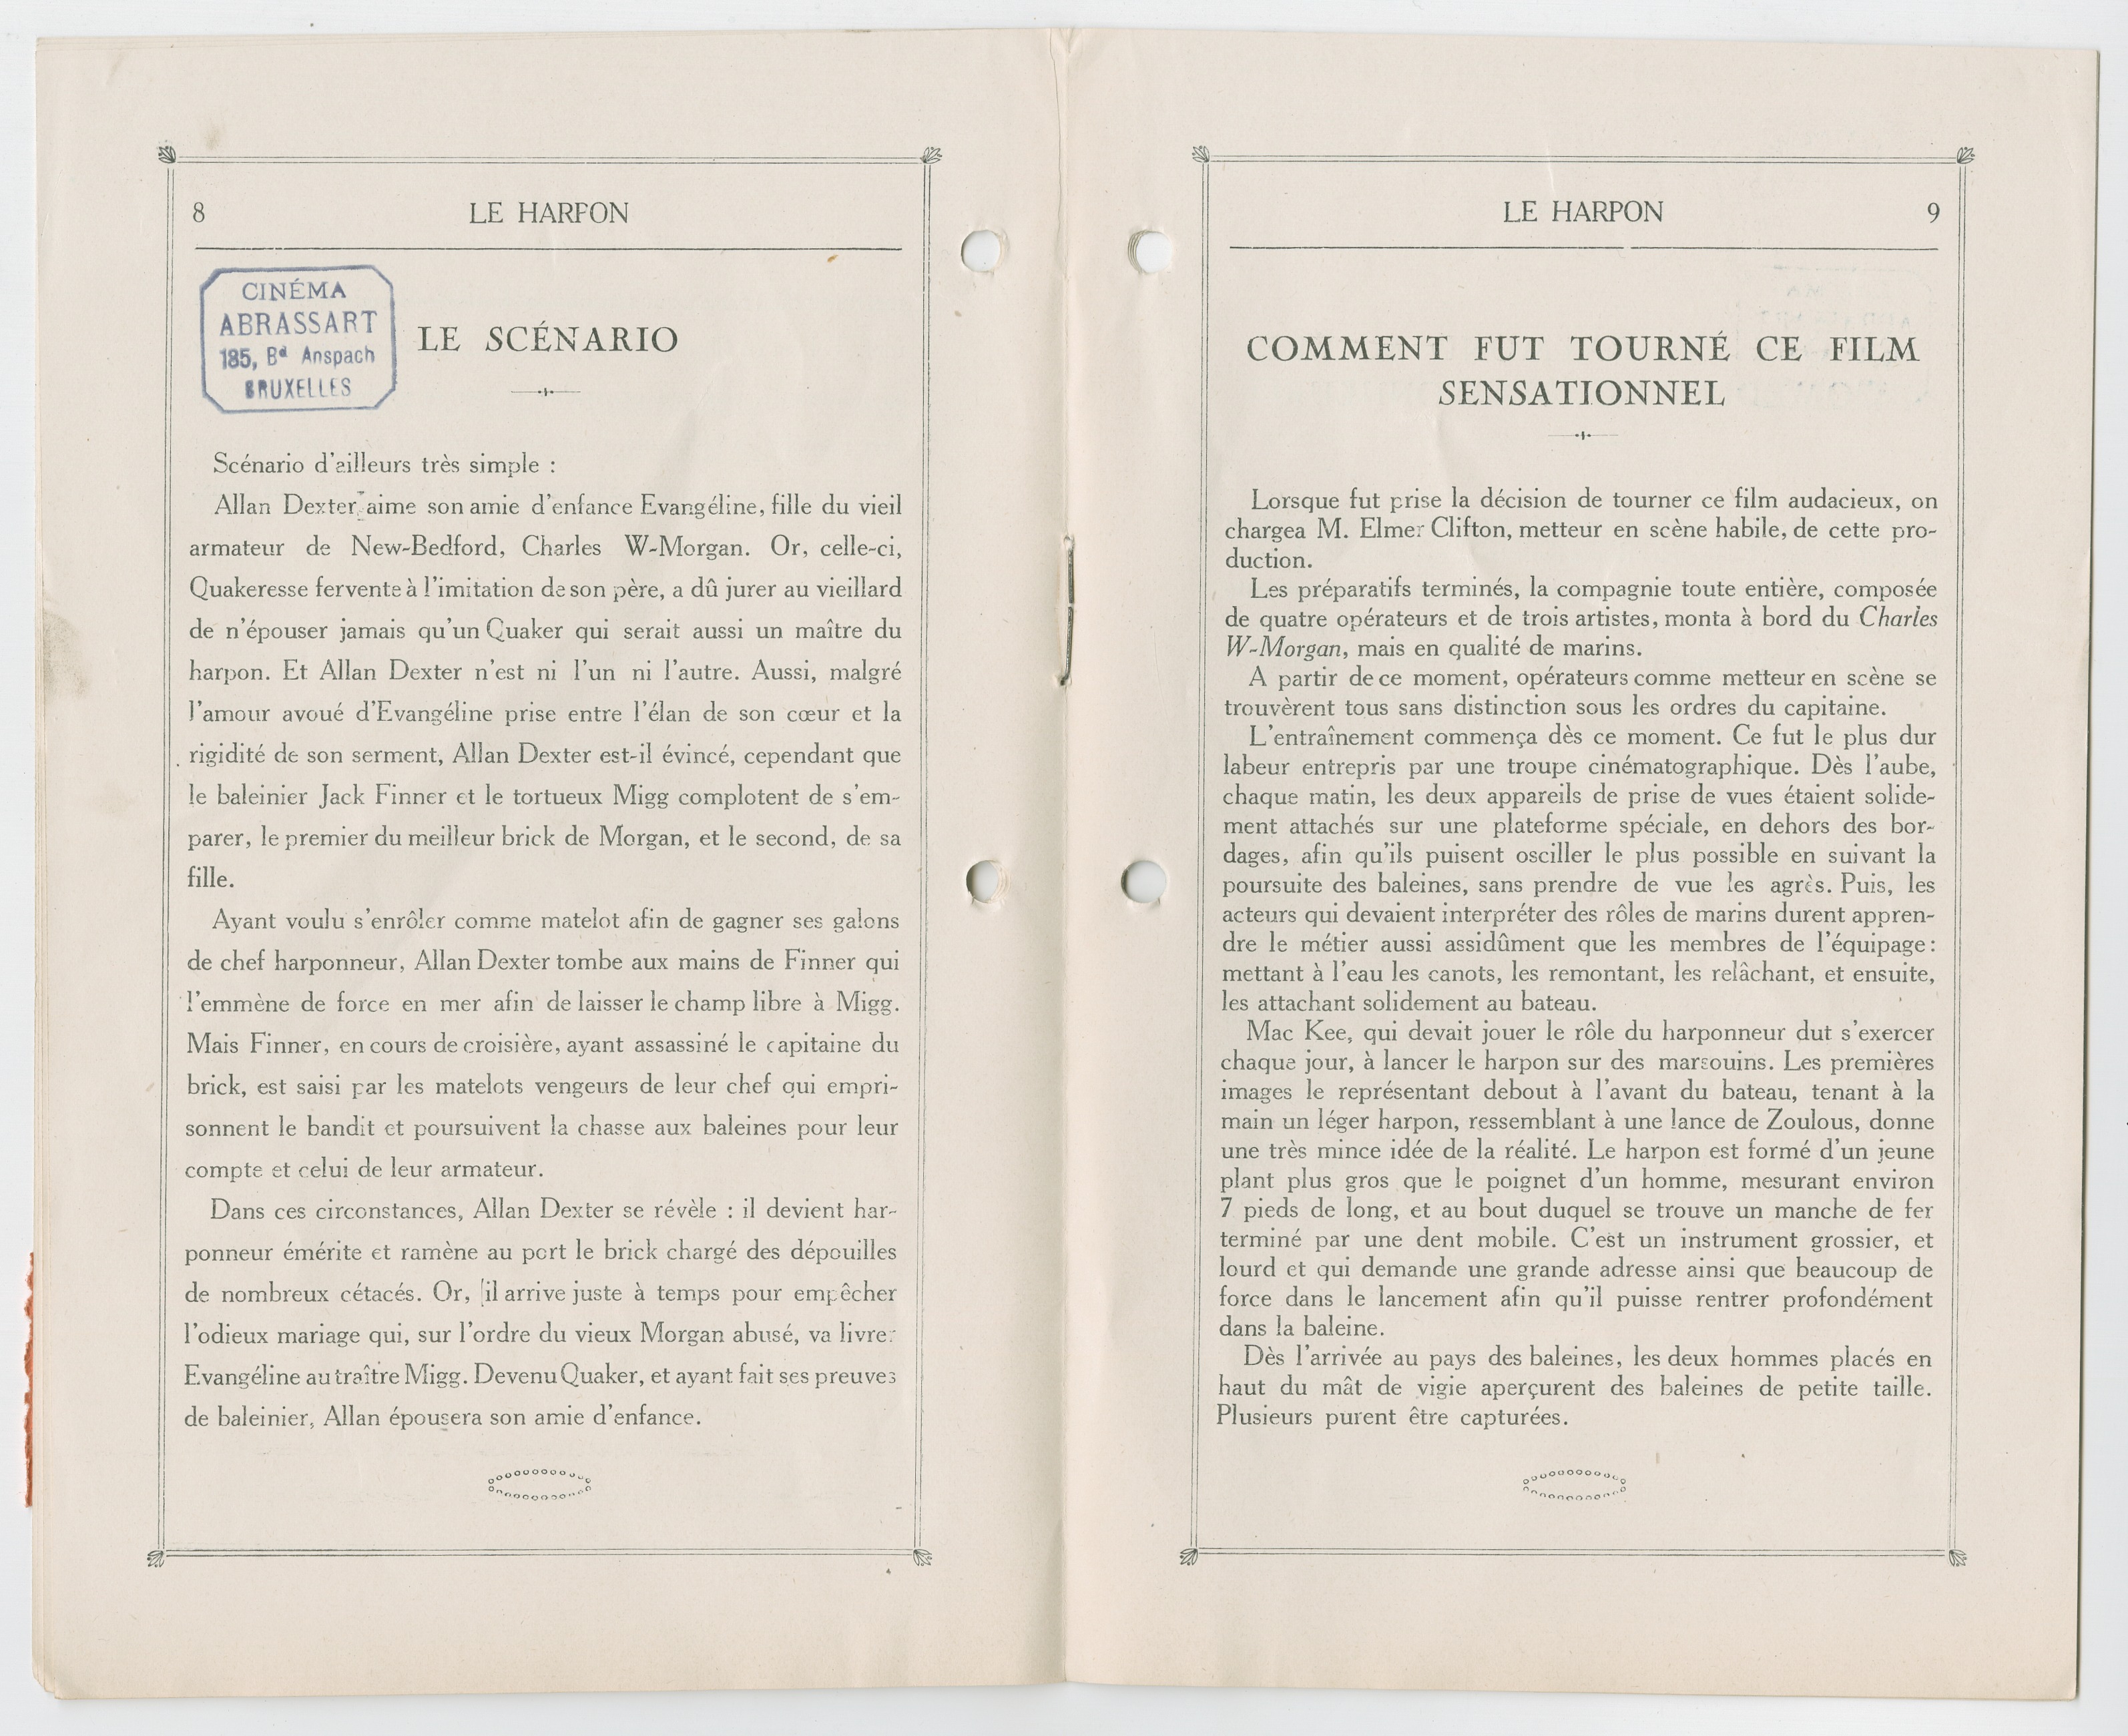 8
LE HARPON
CINÉMA
ABRASSART
185, Bd Anspach
BRUXELLES
LE SCÉNARIO
Scénario d'ailleurs très simple :
Allan Dexter aime son amie d'enfance Evangéline, fille du vieil
armateur de New-Bedford, Charles W-Morgan. Or, celle-ci,
Quakeresse fervente à l'imitation de son père, a dû jurer au vieillard
de n'épouser jamais qu'un Quaker qui serait aussi un maître du
harpon. Et Allan Dexter n'est ni l'un ni l'autre. Aussi, malgré
l'amour avoué d'Evangéline prise entre l'élan de son cœur et la
rigidité de son serment, Allan Dexter est-il évincé, cependant que
le baleinier Jack Finner et le tortueux Migg complotent de s'em-
parer, le premier du meilleur brick de Morgan, et le second, de sa
fille.
Ayant voulu s'enrôler comme matelot afin de gagner ses galons
de chef harponneur, Allan Dexter tombe aux mains de Finner qui
l'emmène de force en mer afin de laisser le champ libre à Migg.
Mais Finner, en cours de croisière, ayant assassiné le capitaine du
brick, est saisi par les matelots vengeurs de leur chef qui empri-
sonnent le bandit et poursuivent la chasse aux baleines pour leur
compte et celui de leur armateur.
Dans ces circonstances, Allan Dexter se révèle : il devient har-
ponneur émérite et ramène au port le brick chargé des dépouilles
de nombreux cétacés. Or, il arrive juste à temps pour empêcher
l'odieux mariage qui, sur l'ordre du vieux Morgan abusé, va livrer
Evangéline au traître Migg. Devenu Quaker, et ayant fait ses preuves
de baleinier, Allan épousera son amie d'enfance.
LE HARPON
9
COMMENT FUT TOURNÉ CE FILM
SENSATIONNEL
Lorsque fut prise la décision de tourner ce film audacieux, on
chargea M. Elmer Clifton, metteur en scène habile, de cette pro-
duction.
Les préparatifs terminés, la compagnie toute entière, composée
de quatre opérateurs et de trois artistes, monta à bord du Charles
W-Morgan, mais en qualité de marins.
A partir de ce moment, opérateurs comme metteur en scène se
trouvèrent tous sans distinction sous les ordres du capitaine.
L'entraînement commença dès ce moment. Ce fut le plus dur
labeur entrepris par une troupe cinématographique. Dès l'aube,
chaque matin, les deux appareils de prise de vues étaient solide-
ment attachés sur une plateforme spéciale, en dehors des bor-
dages, afin qu'ils puisent osciller le plus possible en suivant la
poursuite des baleines, sans prendre de vue les agrès. Puis, les
acteurs qui devaient interpréter des rôles de marins durent appren-
dre le métier aussi assidûment que les membres de l'équipage :
mettant à l'eau les canots, les remontant, les relâchant, et ensuite,
les attachant solidement au bateau.
Mac Kee, qui devait jouer le rôle du harponneur dut s'exercer
chaque jour, à lancer le harpon sur des marsouins. Les premières
images le représentant debout à l'avant du bateau, tenant à la
main un léger harpon, ressemblant à une lance de Zoulous, donne
une très mince idée de la réalité. Le harpon est formé d'un jeune
plant plus gros que le poignet d'un homme, mesurant environ
7 pieds de long, et au bout duquel se trouve un manche de fer
terminé par une dent mobile. C'est un instrument grossier, et
lourd et qui demande une grande adresse ainsi que beaucoup de
force dans le lancement afin qu'il puisse rentrer profondément
dans la baleine.
Dès l'arrivée au pays des baleines, les deux hommes placés en
haut du mât de vigie aperçurent des baleines de petite taille.
Plusieurs purent être capturées.